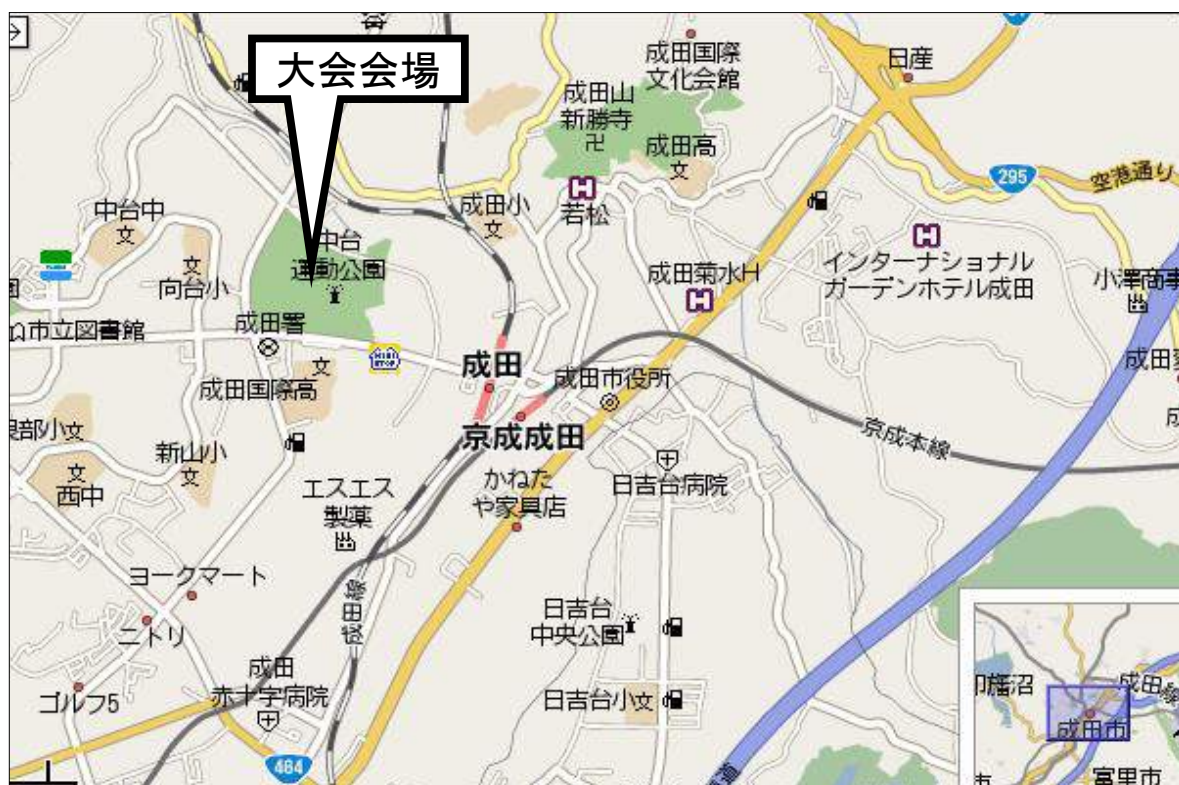 大会会場
成田国際
文化会館
日産
成田山
新勝寺
成田高
295
空港通り
中台中
成田小
若松
中台
運動公園
向台小
成田菊水H
インターナショナル
ガーデンホテル成田
小澤商事
市立図書館
成田署
成田
成田市役所
成田国際高
京成成田
京成本線
新山小
西中
かねた
や家具店
日吉台病院
エスエス
製薬
ヨークマート
ニトリ
成田線
日吉台
中央公園
成田
赤十字病院
ゴルフ5
日吉台小
464
印旛沼
成田
成田市
富里市